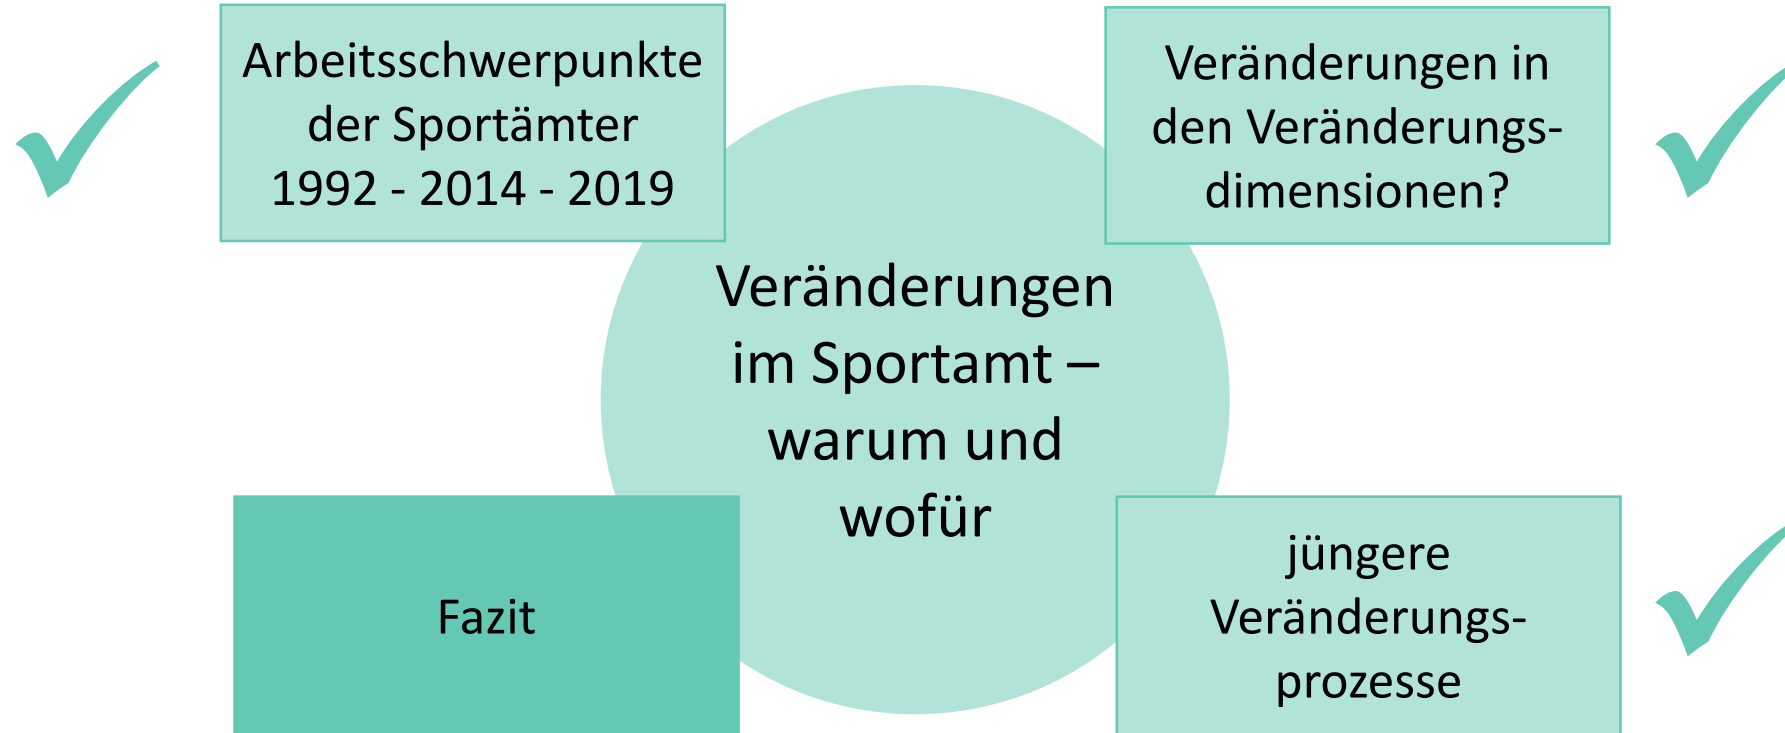 Arbeitsschwerpunkte
der Sportämter
1992 - 2014 - 2019
Veränderungen in
den Veränderungs-
dimensionen?
Veränderungen
im Sportamt –
warum und
wofür
Fazit
jüngere
Veränderungs-
prozesse